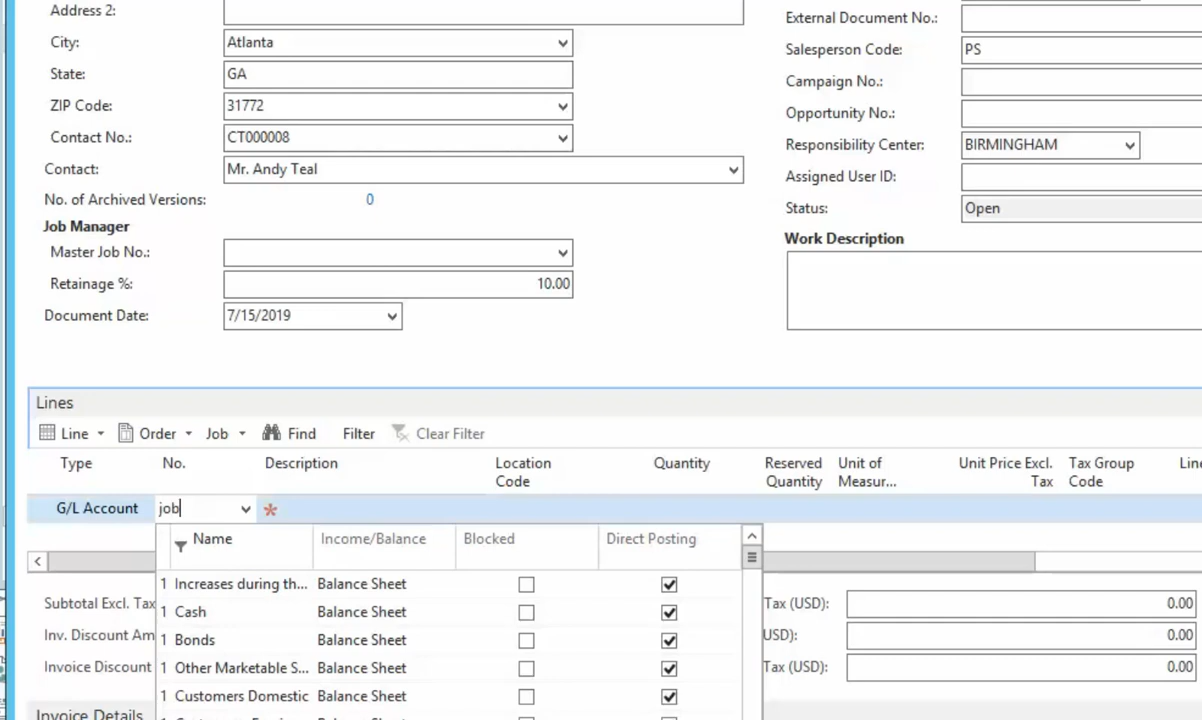 Address 2:
External Document No.:
City: Atlanta
Salesperson Code: PS
State: GA
Campaign No.:
ZIP Code: 31772
Opportunity No.:
Contact No.: CT000008
Responsibility Center: BIRMINGHAM
Contact: Mr. Andy Teal
Assigned User ID:
No. of Archived Versions: 0
Status: Open
Job Manager
Work Description
Master Job No.:
Retainage %: 10.00
Document Date: 7/15/2019
Lines
Line Order Job Find Filter Clear Filter
Type No. Description Location Code Quantity Reserved Quantity Unit of Measur... Unit Price Excl. Tax Tax Group Code Lin
G/L Account job
Name Income/Balance Blocked Direct Posting
1 Increases during th... Balance Sheet
Subtotal Excl. Tax Tax (USD): 0.00
1 Cash Balance Sheet
Inv. Discount Am USD): 0.00
1 Bonds Balance Sheet
Invoice Discount Tax (USD): 0.00
1 Other Marketable S... Balance Sheet
1 Customers Domestic Balance Sheet
Invoice Details